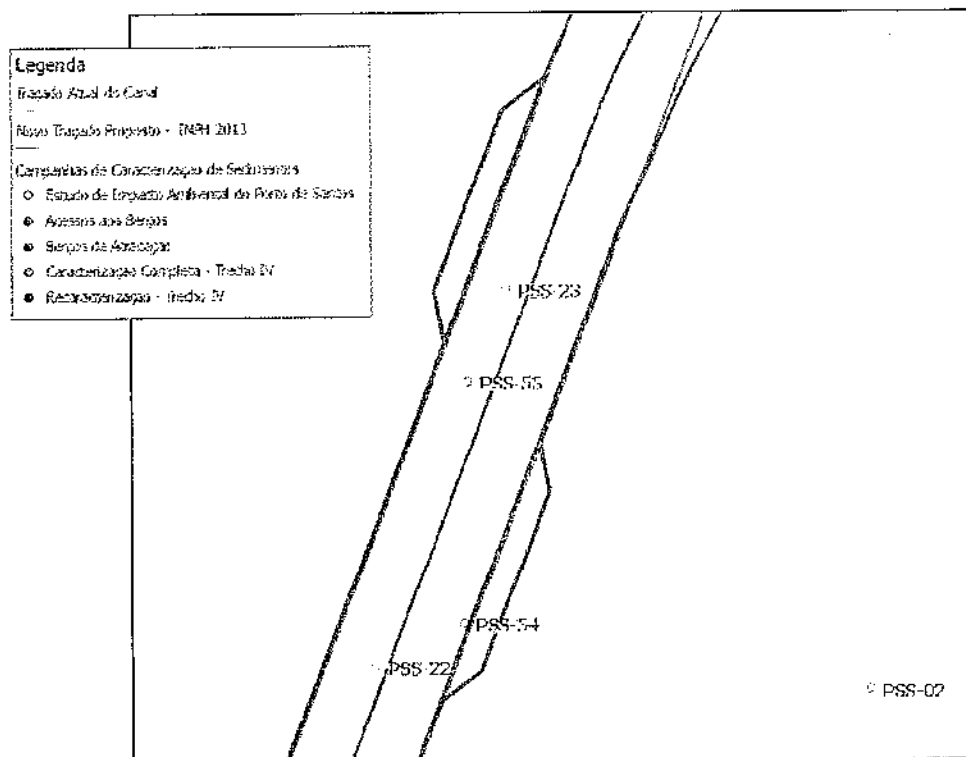 Legenda
Traçado Atual do Canal
Novo Traçado Proposto - INPH 2013
Campanhas de Caracterização de Sedimentos
Estudo de Impacto Ambiental do Porto de Santos
Acessos aos Berços
Berços de Atracação
Caracterização Completa - Trecho IV
Recaracterização - Trecho IV
PSS-23
PSS-55
PSS-54
PSS-22
PSS-02